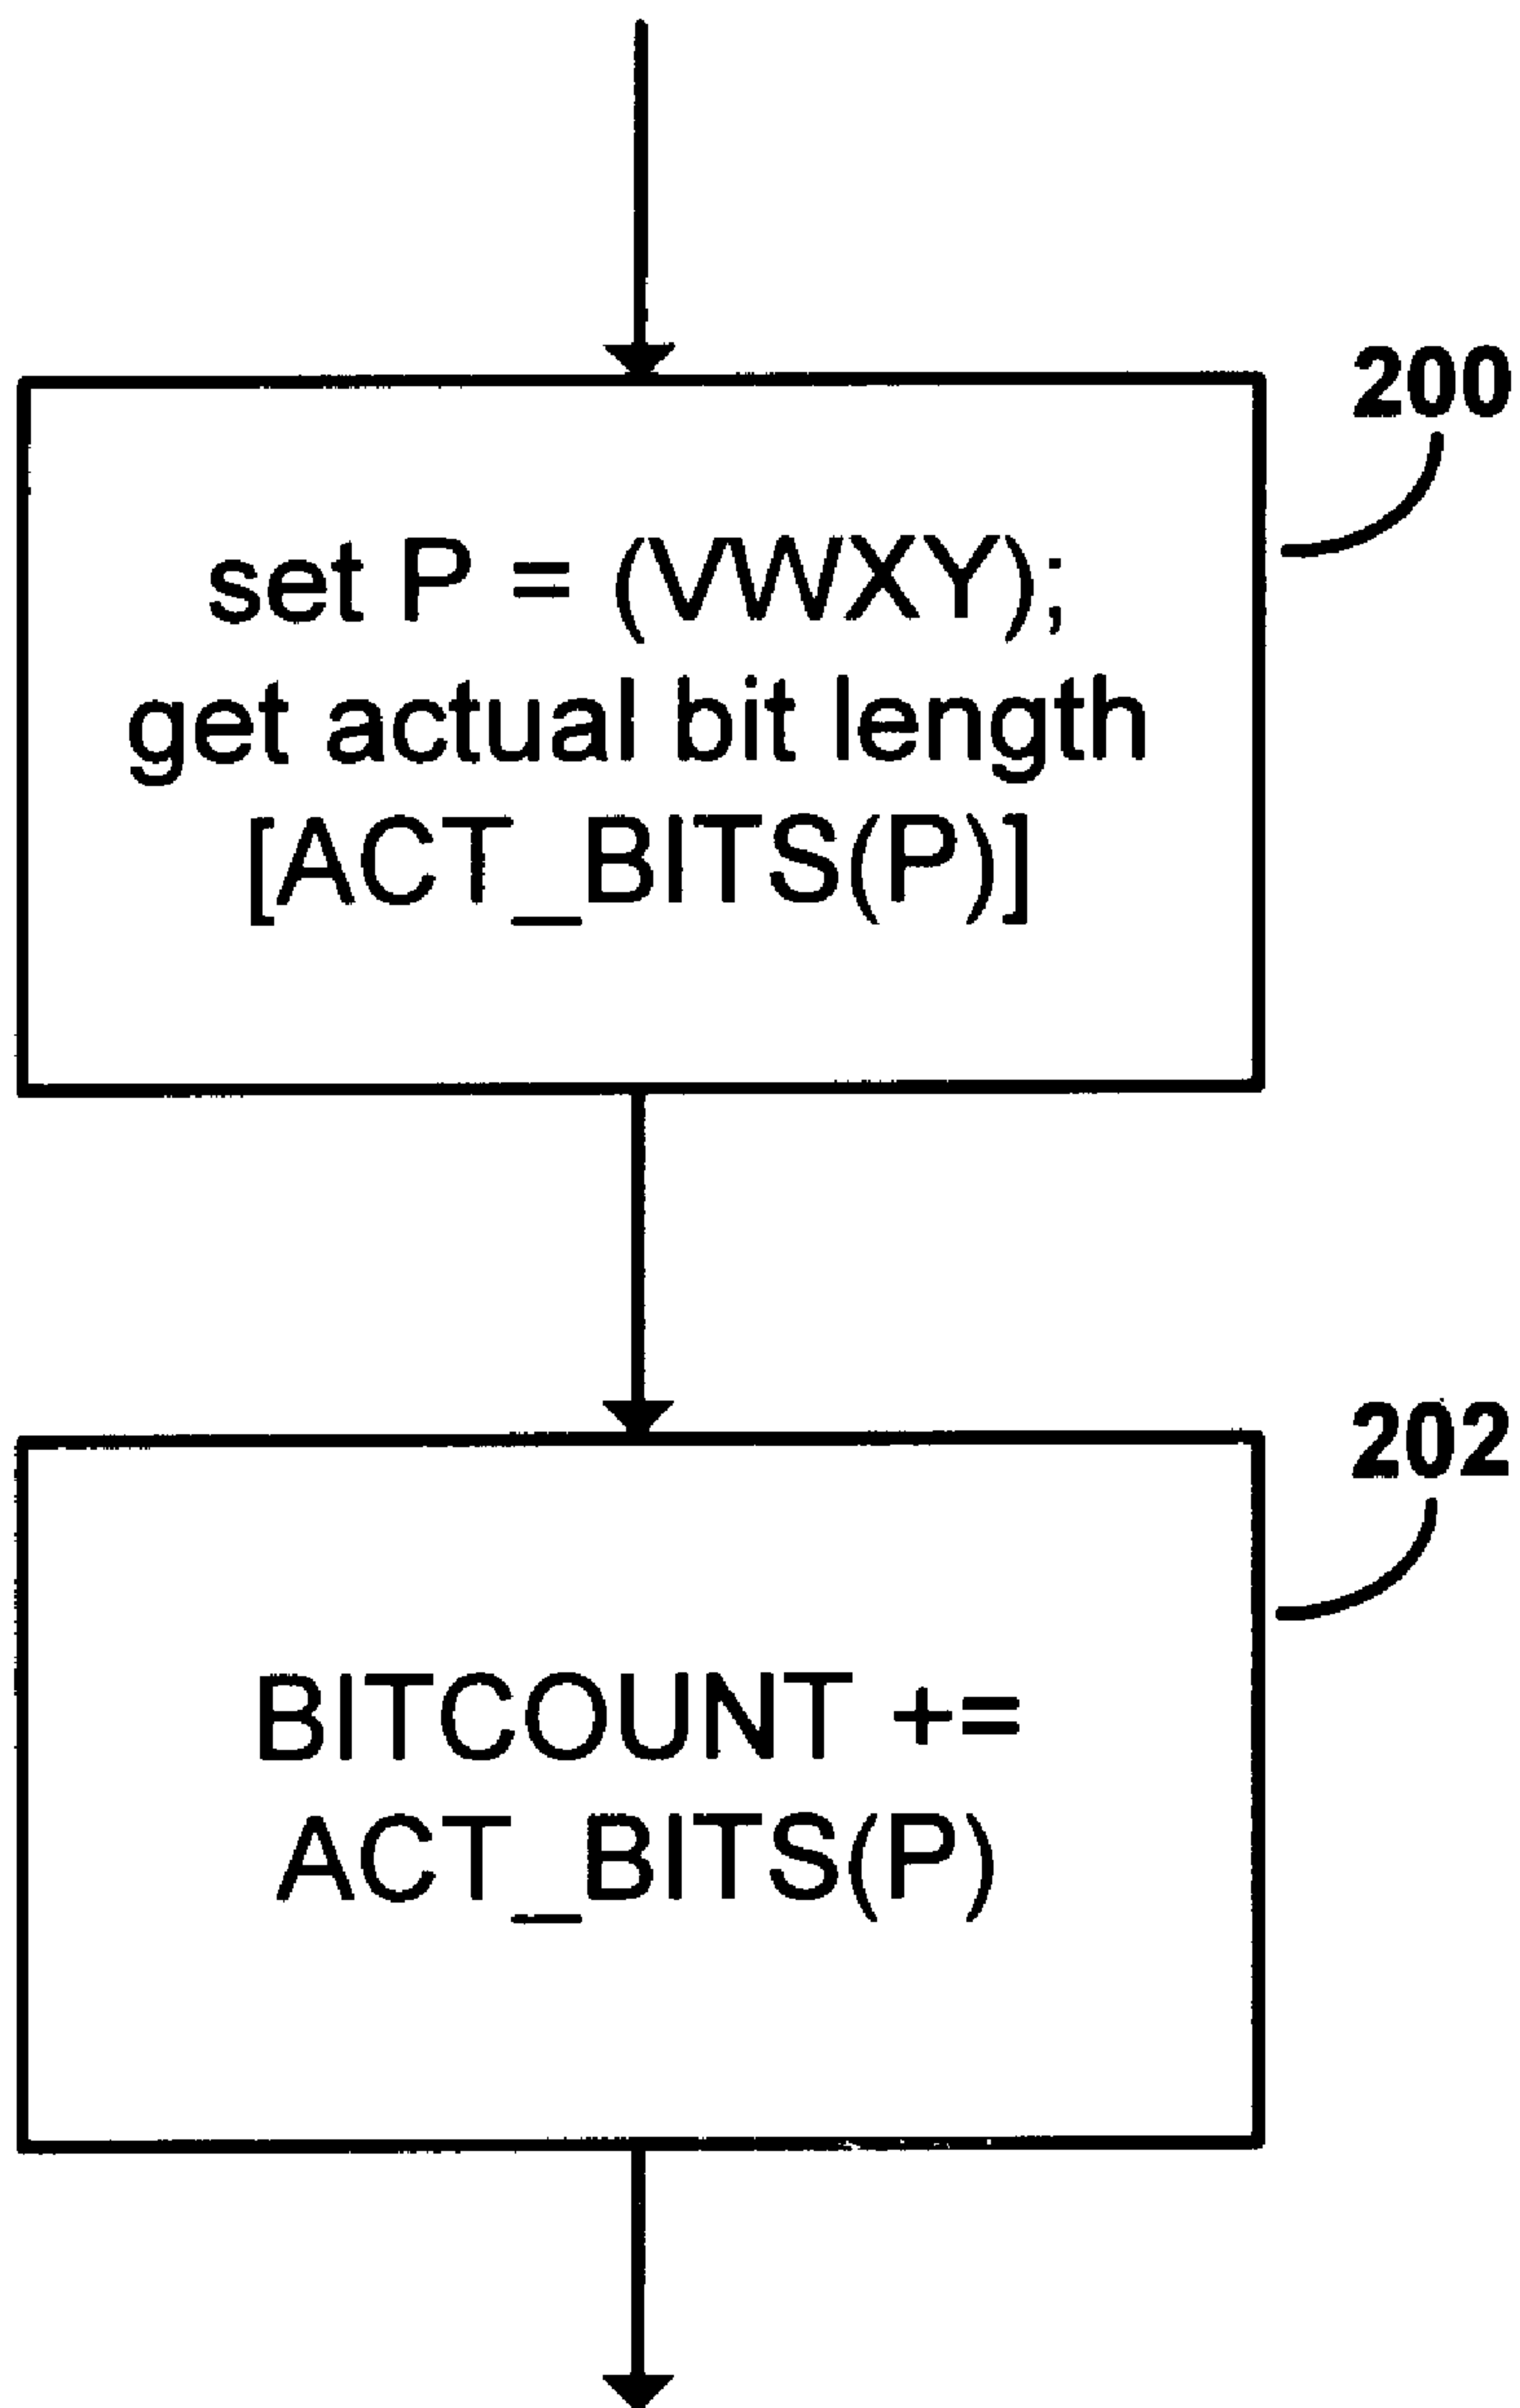 200
set P = (VWXY);
get actual bit length
[ACT_BITS(P)]
202
BITCOUNT +=
ACT_BITS(P)